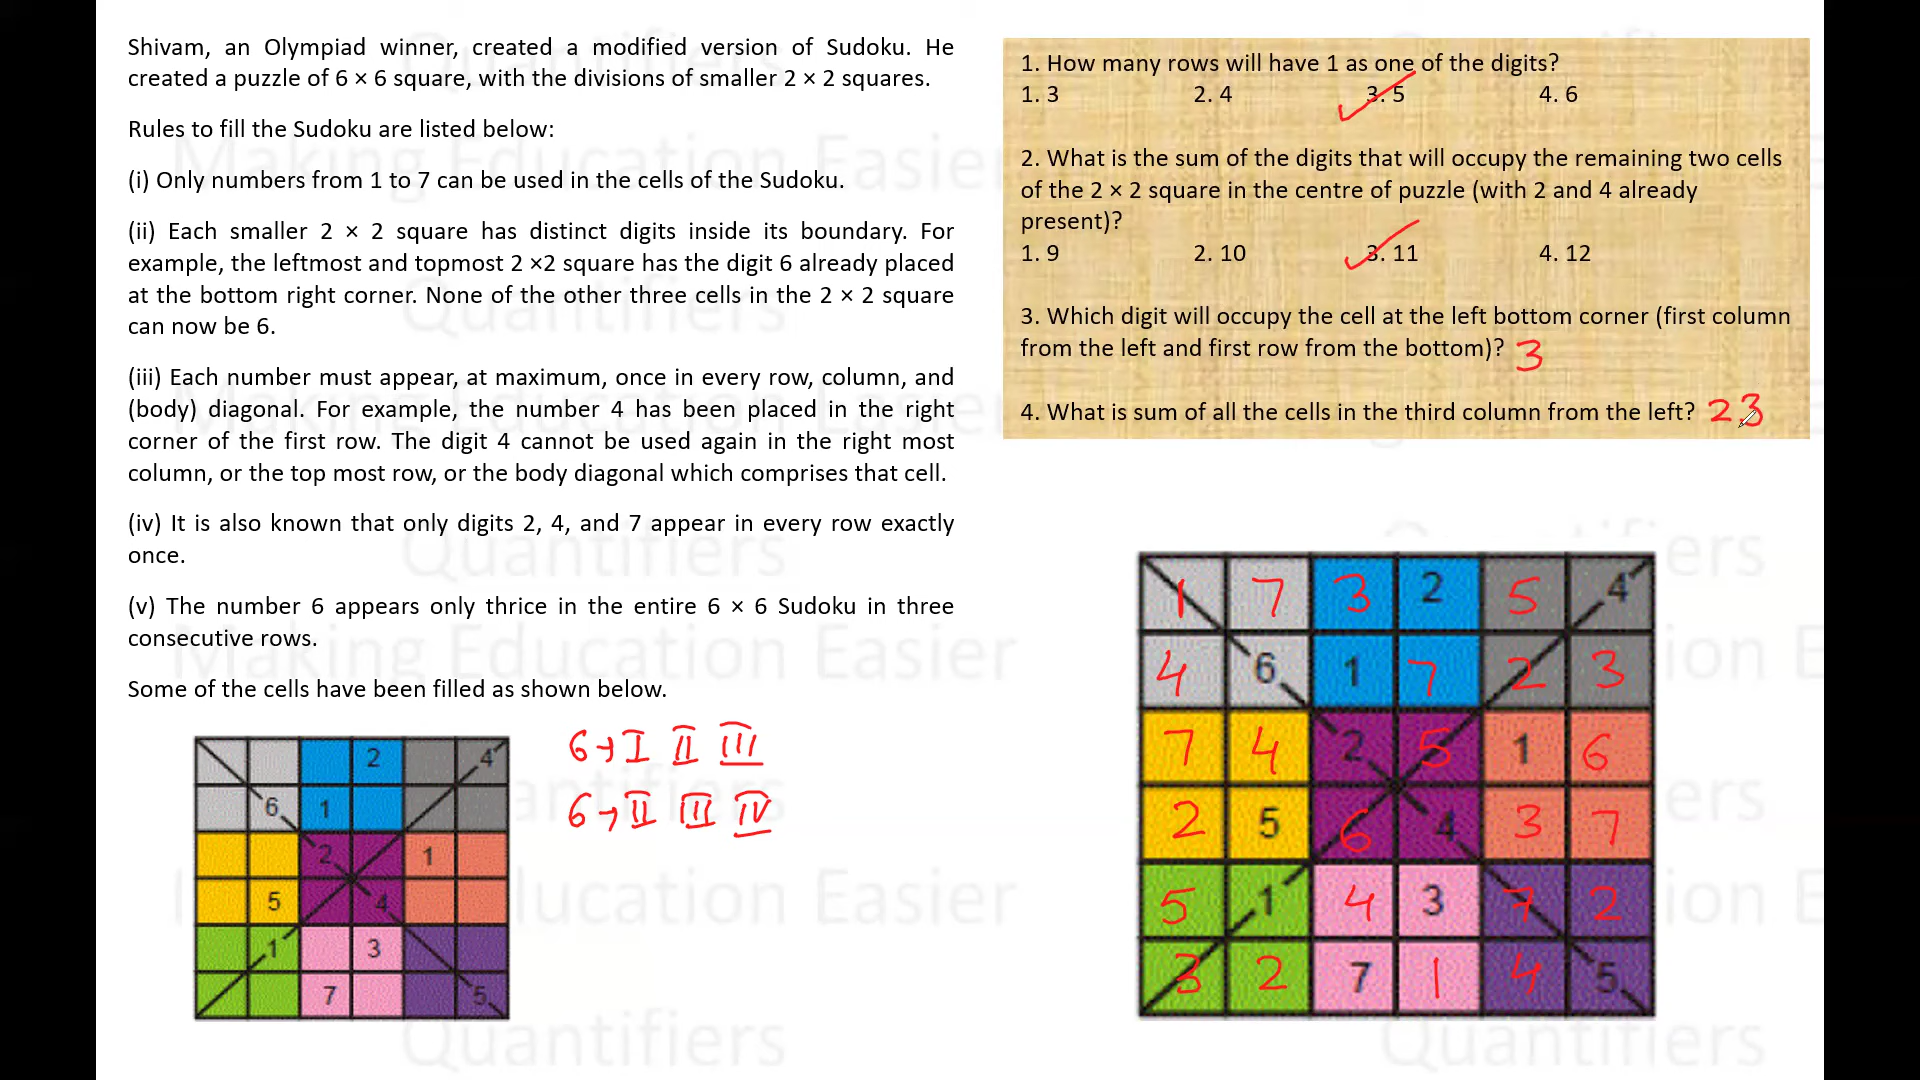 Shivam, an Olympiad winner, created a modified version of Sudoku. He
created a puzzle of 6 × 6 square, with the divisions of smaller 2 × 2 squares.
Rules to fill the Sudoku are listed below:
(i) Only numbers from 1 to 7 can be used in the cells of the Sudoku.
(ii) Each smaller 2 × 2 square has distinct digits inside its boundary. For
example, the leftmost and topmost 2 ×2 square has the digit 6 already placed
at the bottom right corner. None of the other three cells in the 2 × 2 square
can now be 6.
(iii) Each number must appear, at maximum, once in every row, column, and
(body) diagonal. For example, the number 4 has been placed in the right
corner of the first row. The digit 4 cannot be used again in the right most
column, or the top most row, or the body diagonal which comprises that cell.
(iv) It is also known that only digits 2, 4, and 7 appear in every row exactly
once.
(v) The number 6 appears only thrice in the entire 6 × 6 Sudoku in three
consecutive rows.
Some of the cells have been filled as shown below.
2 4
6 1
2 1
5 4
1 3
7 5
6→ I II III
6→ II III IV
1. How many rows will have 1 as one of the digits?
1. 3 2. 4 3. 5 4. 6
2. What is the sum of the digits that will occupy the remaining two cells
of the 2 × 2 square in the centre of puzzle (with 2 and 4 already
present)?
1. 9 2. 10 3. 11 4. 12
3. Which digit will occupy the cell at the left bottom corner (first column
from the left and first row from the bottom)? 3
4. What is sum of all the cells in the third column from the left? 23
1 7 3 2 5 4
4 6 1 7 2 3
7 4 2 5 1 6
2 5 6 4 3 7
5 1 4 3 7 2
3 2 7 1 4 5
Quantifiers
Making Education Easier
Quantifiers
Quantifiers
Making Education Easier
Quantifiers
Making Education Easier
Quantifiers
Quantifiers